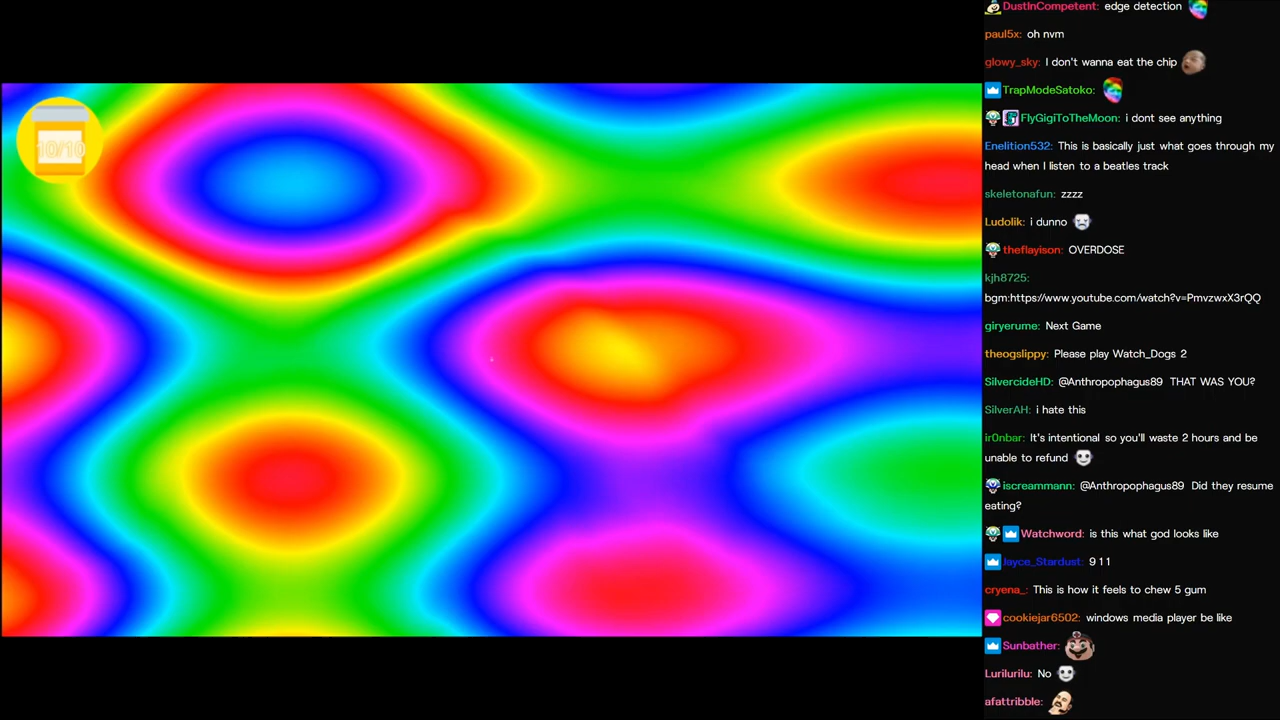 10/10
DustInCompetent: edge detection
paul5x: oh nvm
glowy_sky: I don't wanna eat the chip
TrapModeSatoko:
FlyGigiToTheMoon: i dont see anything
Enelition532: This is basically just what goes through my
head when I listen to a beatles track
skeletonafun: zzzz
Ludolik: i dunno
theflayison: OVERDOSE
kjh8725:
bgm:https://www.youtube.com/watch?v=PmvzwxX3rQQ
giryerume: Next Game
theogslippy: Please play Watch_Dogs 2
SilvercideHD: @Anthropophagus89 THAT WAS YOU?
SilverAH: i hate this
ir0nbar: It's intentional so you'll waste 2 hours and be
unable to refund
iscreammann: @Anthropophagus89 Did they resume
eating?
Watchword: is this what god looks like
Jayce_Stardust: 9 1 1
cryena_: This is how it feels to chew 5 gum
cookiejar6502: windows media player be like
Sunbather:
Lurilurilu: No
afattribble: